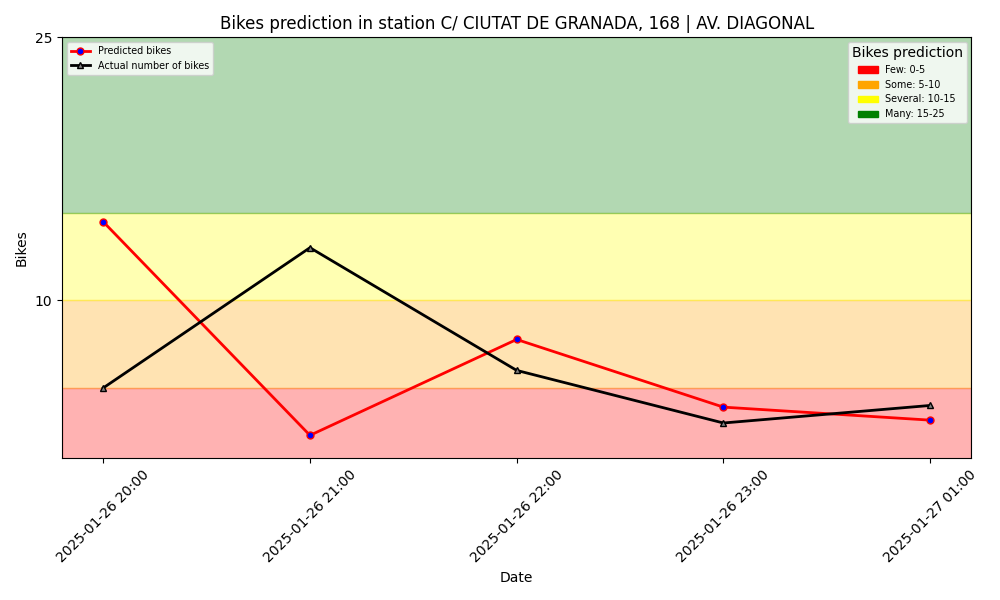 Bikes prediction in station C/ CIUTAT DE GRANADA, 168 | AV. DIAGONAL
25
10
Bikes
Predicted bikes
Actual number of bikes
Bikes prediction
Few: 0-5
Some: 5-10
Several: 10-15
Many: 15-25
2025-01-26 20:00
2025-01-26 21:00
2025-01-26 22:00
2025-01-26 23:00
2025-01-27 01:00
Date